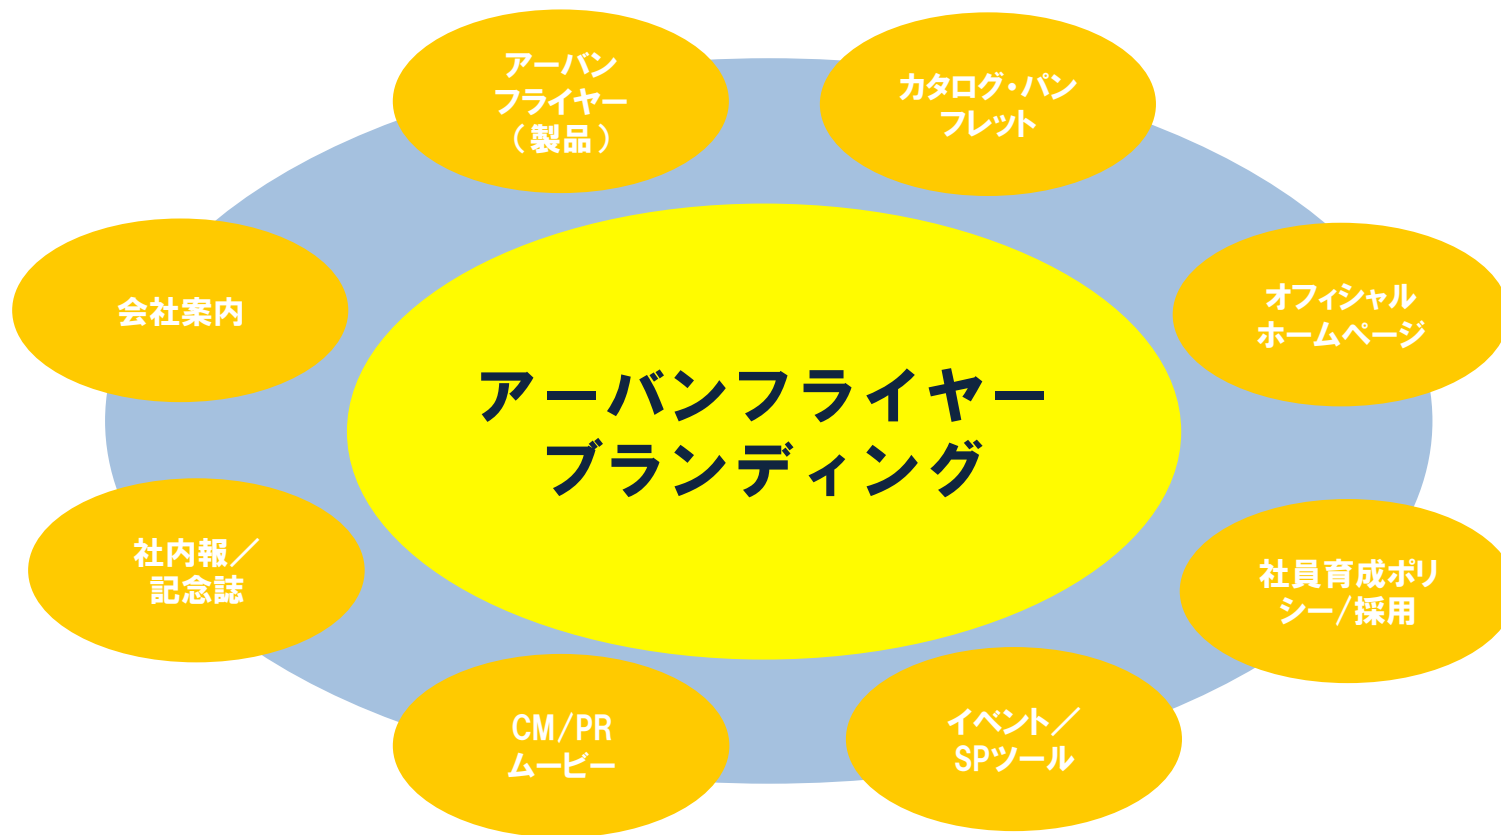 アーバン
フライヤー
（製品）
カタログ・パン
フレット
会社案内
オフィシャル
ホームページ
アーバンフライヤー
ブランディング
社内報／
記念誌
社員育成ポリ
シー/採用
CM/PR
ムービー
イベント／
SPツール